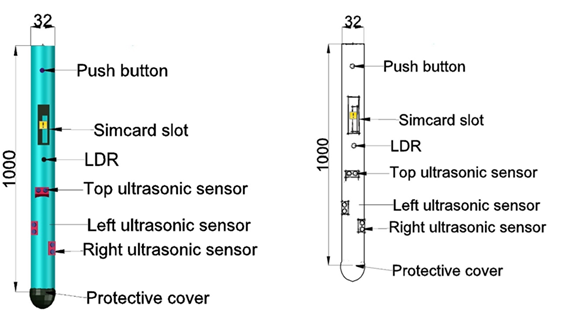 32
Push button
Simcard slot
LDR
1000
Top ultrasonic sensor
Left ultrasonic sensor
Right ultrasonic sensor
Protective cover
32
Push button
Simcard slot
LDR
1000
Top ultrasonic sensor
Left ultrasonic sensor
Right ultrasonic sensor
Protective cover